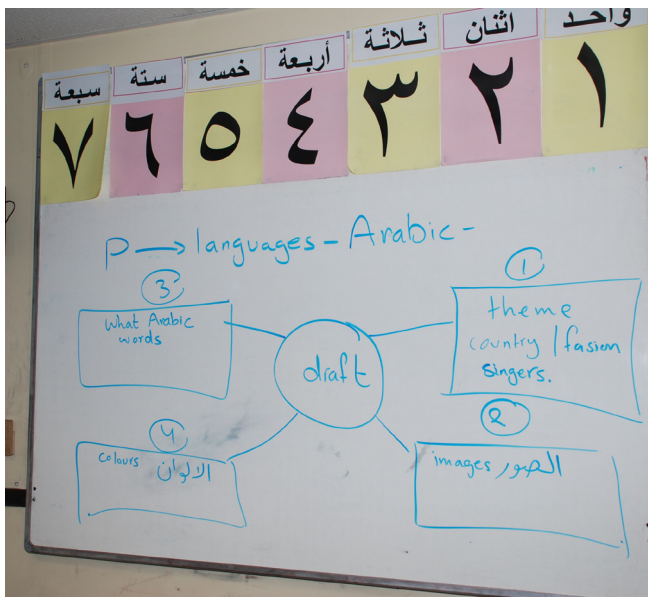 واحد
اثنان
ثلاثة
أربعة
خمسة
ستة
سبعة
١
٢
٣
٤
٥
٦
٧
P → languages - Arabic -
draft
1
theme
country / fasion
singers.
2
images الصور
3
what Arabic
words
4
colours الالوان